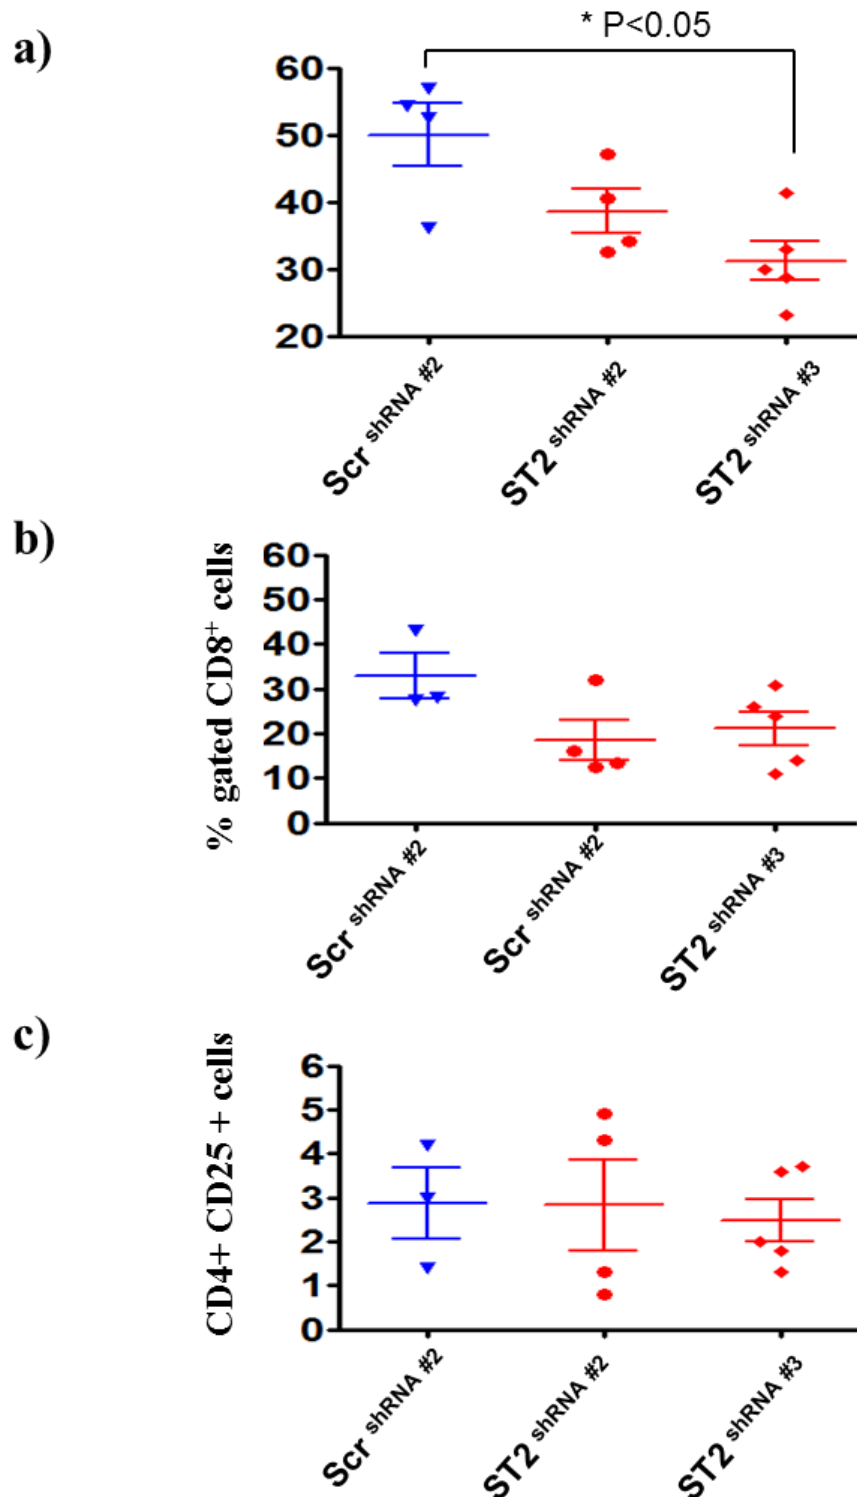 * P<0.05
a)
60
50
40
30
20
Scr shRNA #2
ST2 shRNA #2
ST2 shRNA #3
b)
% gated CD8+ cells
60
50
40
30
20
10
0
Scr shRNA #2
Scr shRNA #2
ST2 shRNA #3
c)
CD4+ CD25 + cells
6
5
4
3
2
1
0
Scr shRNA #2
ST2 shRNA #2
ST2 shRNA #3